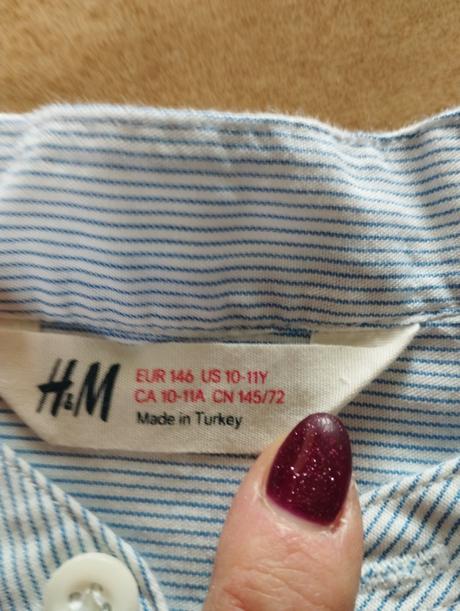 H&M
EUR 146 US 10-11Y
CA 10-11A CN 145/72
Made in Turkey